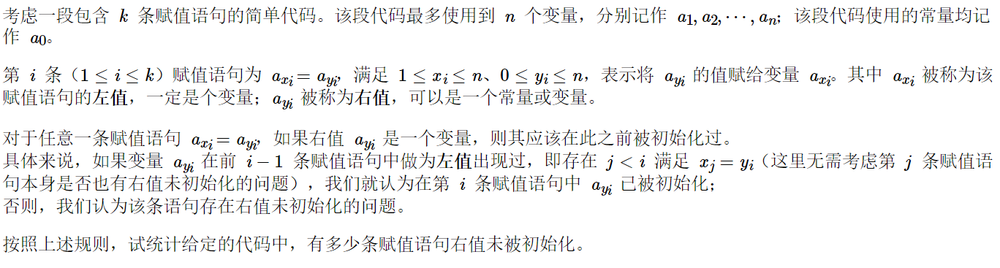 考虑一段包含 k 条赋值语句的简单代码。该段代码最多使用到 n 个变量，分别记作 a₁, a₂, ⋯, aₙ；该段代码使用的常量均记
作 a₀。
第 i 条（1 ≤ i ≤ k）赋值语句为 a_{x_i} = a_{y_i}，满足 1 ≤ x_i ≤ n、0 ≤ y_i ≤ n，表示将 a_{y_i} 的值赋给变量 a_{x_i}。其中 a_{x_i} 被称为该
赋值语句的左值，一定是个变量；a_{y_i} 被称为右值，可以是一个常量或变量。
对于任意一条赋值语句 a_{x_i} = a_{y_i}，如果右值 a_{y_i} 是一个变量，则其应该在此之前被初始化过。
具体来说，如果变量 a_{y_i} 在前 i − 1 条赋值语句中做为左值出现过，即存在 j < i 满足 x_j = y_i（这里无需考虑第 j 条赋值语
句本身是否也有右值未初始化的问题），我们就认为在第 i 条赋值语句中 a_{y_i} 已被初始化；
否则，我们认为该条语句存在右值未初始化的问题。
按照上述规则，试统计给定的代码中，有多少条赋值语句右值未被初始化。